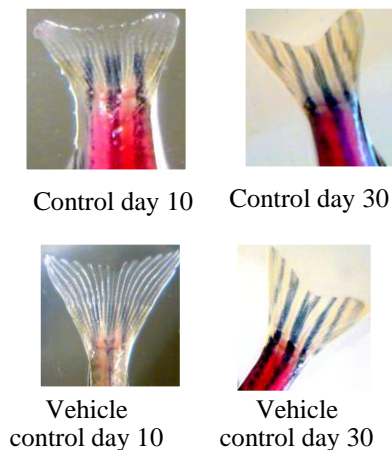 Control day 10
Control day 30
Vehicle
control day 10
Vehicle
control day 30